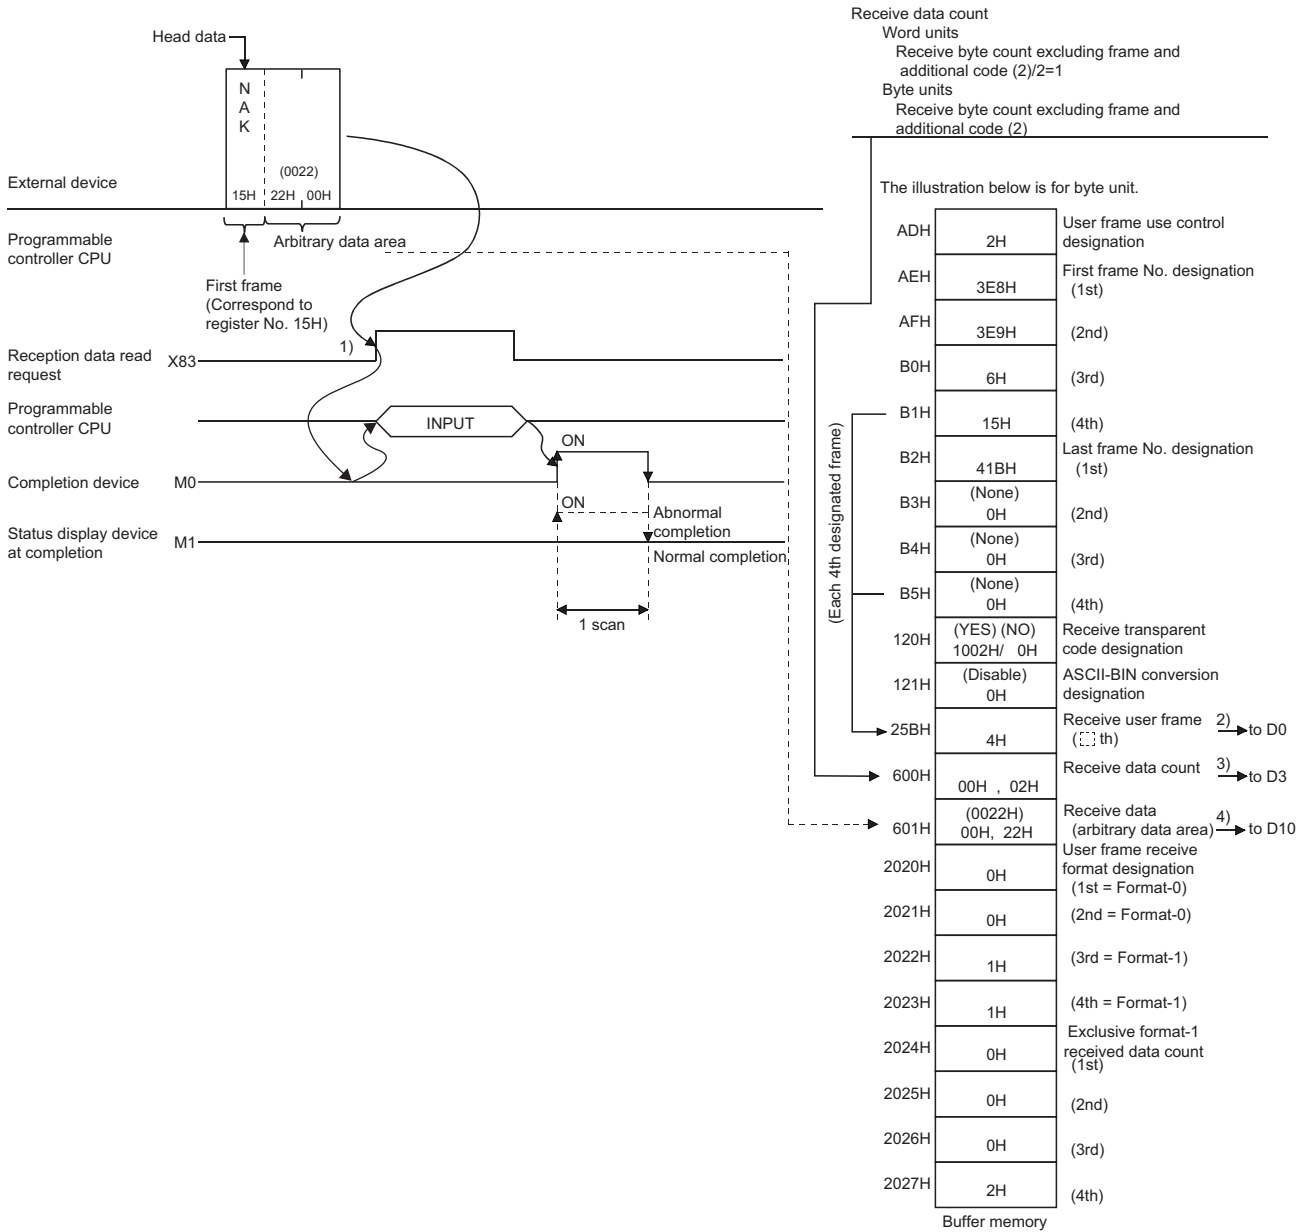 Head data
N
A
K
(0022)
15H 22H 00H
External device
Programmable
controller CPU
Arbitrary data area
First frame
(Correspond to
register No. 15H)
1)
Reception data read
request
X83
Programmable
controller CPU
INPUT
ON
Completion device M0
ON
Abnormal
completion
Status display device
at completion
M1
Normal completion
1 scan
Receive data count
Word units
Receive byte count excluding frame and
additional code (2)/2=1
Byte units
Receive byte count excluding frame and
additional code (2)
The illustration below is for byte unit.
(Each 4th designated frame)
ADH 2H User frame use control
designation
AEH 3E8H First frame No. designation
(1st)
AFH 3E9H (2nd)
B0H 6H (3rd)
B1H 15H (4th)
B2H 41BH Last frame No. designation
(1st)
B3H (None)
0H (2nd)
B4H (None)
0H (3rd)
B5H (None)
0H (4th)
120H (YES) (NO) Receive transparent
1002H/ 0H code designation
121H (Disable) ASCII-BIN conversion
0H designation
25BH 4H Receive user frame 2) to D0
( th)
600H 00H , 02H Receive data count 3) to D3
601H (0022H) Receive data
00H, 22H (arbitrary data area) 4) to D10
2020H 0H User frame receive
format designation
(1st = Format-0)
2021H 0H (2nd = Format-0)
2022H 1H (3rd = Format-1)
2023H 1H (4th = Format-1)
2024H 0H Exclusive format-1
received data count
(1st)
2025H 0H (2nd)
2026H 0H (3rd)
2027H 2H (4th)
Buffer memory